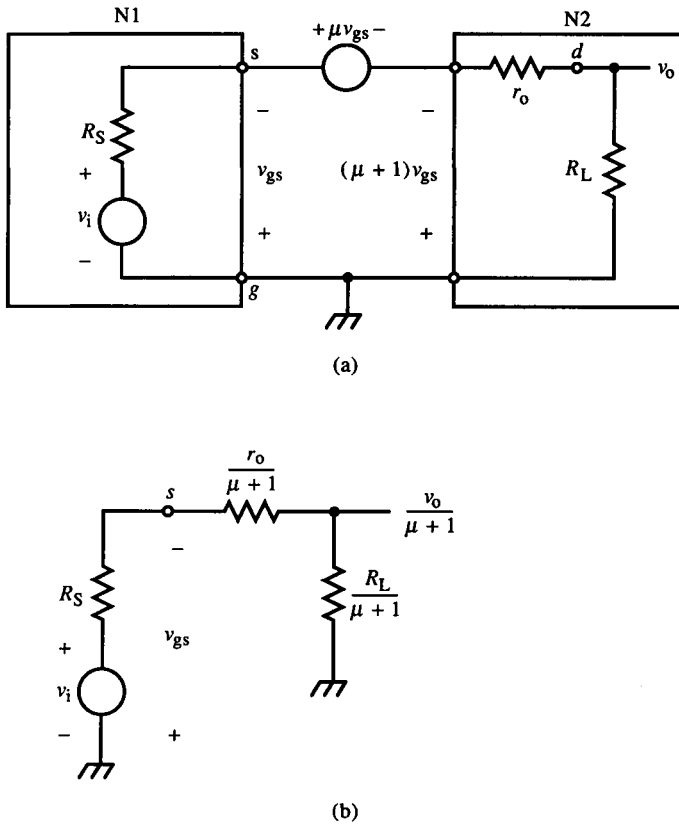 N1
N2
+ μv_gs −
s
d
v_o
r_o
R_S
−
−
+
v_gs
(μ + 1)v_gs
R_L
v_i
+
+
−
g
(a)
r_o
μ + 1
s
v_o
μ + 1
−
R_S
R_L
μ + 1
v_gs
+
v_i
−
+
(b)